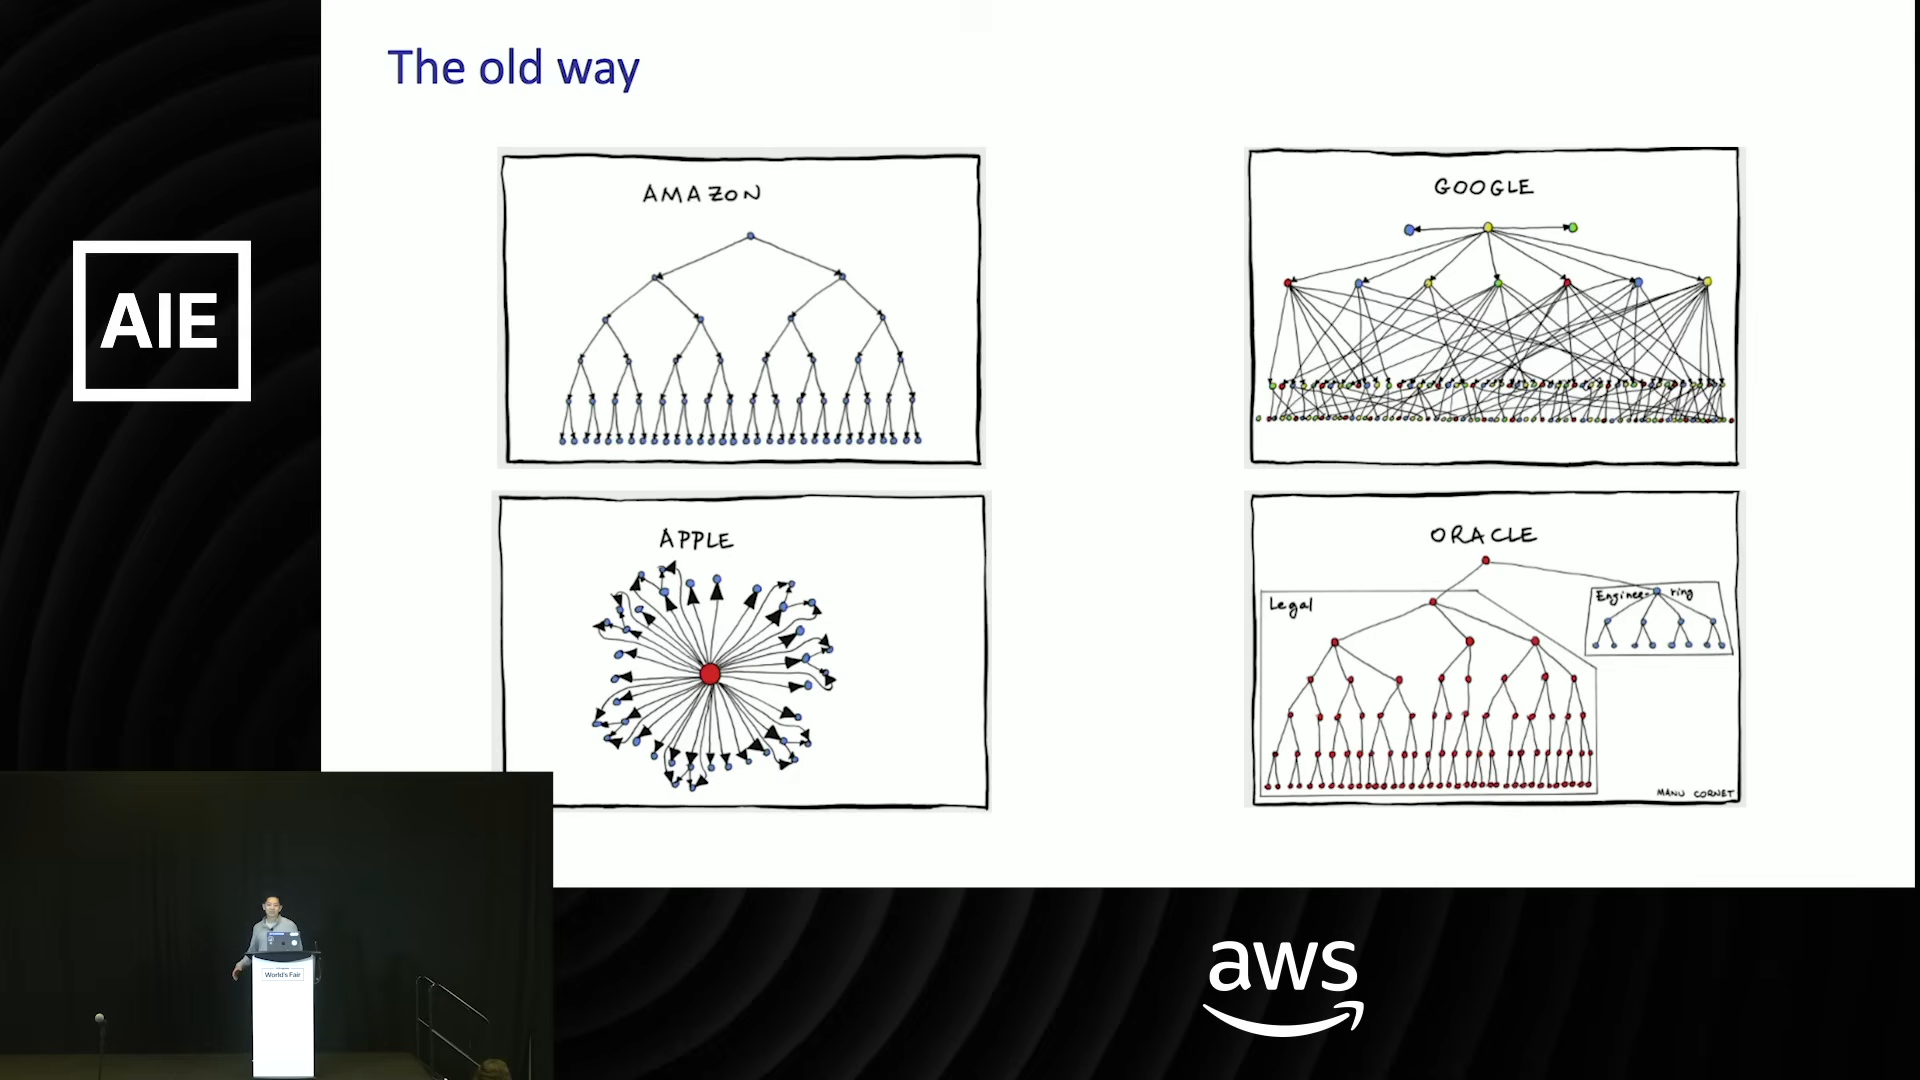 The old way
AMAZON
GOOGLE
APPLE
ORACLE
Legal
Engineering
MANU CORNET
AIE
World's Fair
aws